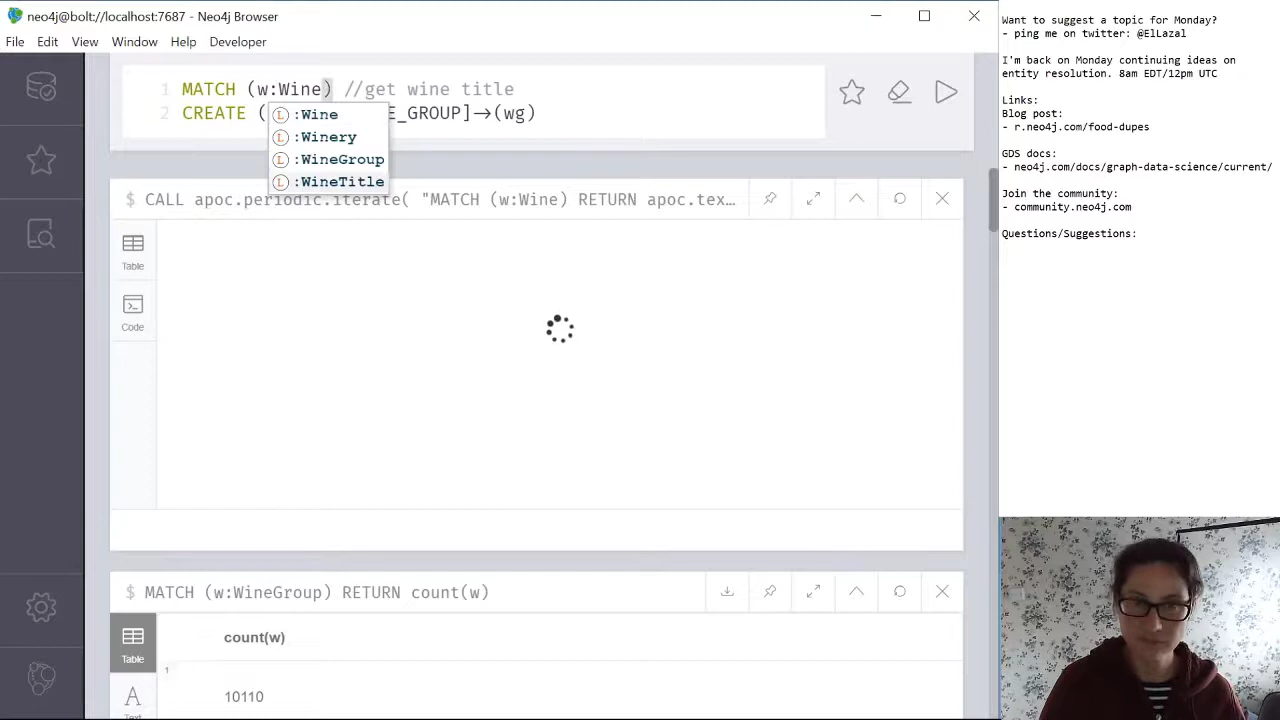 neo4j@bolt://localhost:7687 - Neo4j Browser
File Edit View Window Help Developer
1 MATCH (w:Wine) //get wine title
2 CREATE (
E_GROUP]->(wg)
L :Wine
L :Winery
L :WineGroup
L :WineTitle
$ CALL apoc.periodic.iterate( "MATCH (w:Wine) RETURN apoc.tex…
Table
Code
$ MATCH (w:WineGroup) RETURN count(w)
Table
count(w)
1
10110
A
Text
Want to suggest a topic for Monday?
- ping me on twitter: @ElLazal
I'm back on Monday continuing ideas on
entity resolution. 8am EDT/12pm UTC
Links:
Blog post:
- r.neo4j.com/food-dupes
GDS docs:
- neo4j.com/docs/graph-data-science/current/
Join the community:
- community.neo4j.com
Questions/Suggestions: